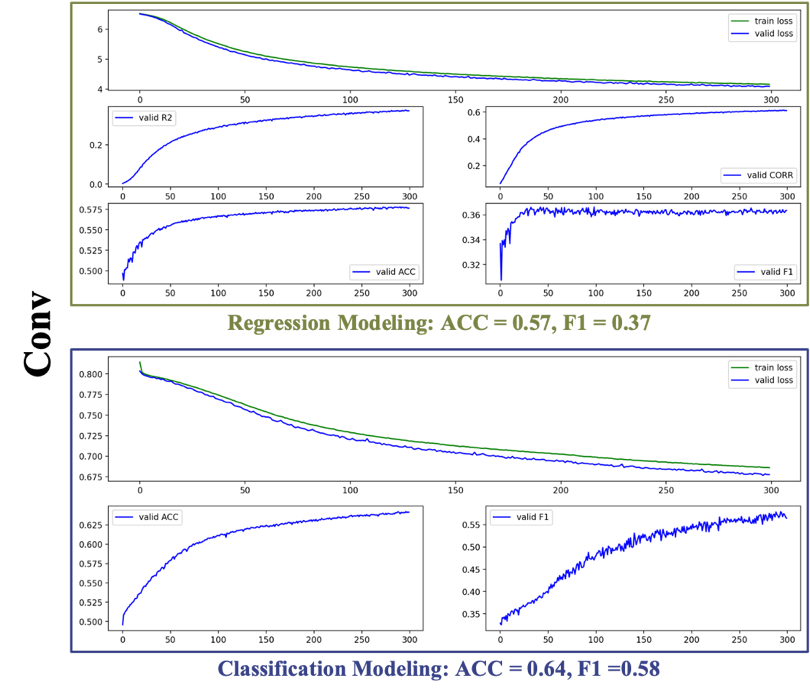 train loss
valid loss
6
4
0 50 100 150 200 250 300
valid R2
0.2
0.0
0 50 100 150 200 250 300
0.6
0.4
0.2
valid CORR
0 50 100 150 200 250 300
0.575
0.550
0.525
0.500
valid ACC
0 50 100 150 200 250 300
0.36
0.34
0.32
valid F1
0 50 100 150 200 250 300
Regression Modeling: ACC = 0.57, F1 = 0.37
Conv
train loss
valid loss
0.800
0.775
0.750
0.725
0.700
0.675
0 50 100 150 200 250 300
valid ACC
0.625
0.600
0.575
0.550
0.525
0.500
0 50 100 150 200 250 300
valid F1
0.55
0.50
0.45
0.40
0.35
0 50 100 150 200 250 300
Classification Modeling: ACC = 0.64, F1 =0.58